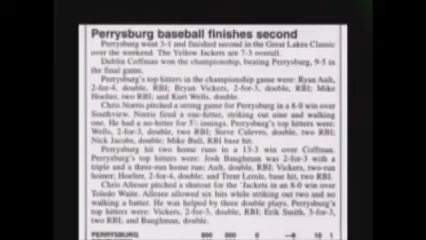 Perrysburg baseball finishes second
Perrysburg went 3-1 and finished second in the Great Lakes Classic
over the weekend. The Yellow Jackets are 7-3 overall.
Dublin Coffman won the championship, beating Perrysburg, 9-5 in
the final game.
Perrysburg's top hitters in the championship game were: Ryan Ault,
2-for-4, double, RBI; Bryan Vickers, 2-for-3, double, RBI; Mike
Hoelter, two RBI; and Kurt Wells, double.
Chris Norris pitched a strong game for Perrysburg in a 8-0 win over
Southview. Norris fired a one-hitter, striking out nine and walking
one. He had a no-hitter for 5 innings. Perrysburg's top hitters were:
Wells, 2-for-3, double, two RBI; Steve Calevro, double, two RBI;
Nick Jacobs, double; Mike Bull, RBI base hit.
Perrysburg hit two home runs in a 13-3 win over Coffman.
Perrysburg's top hitters were: Josh Baughman was 2-for-3 with a
triple and a three-run home run; Ault, double, RBI; Vickers, two-run
homer; Hoelter, 2-for-4, double; and Trent Lemle, base hit, two RBI.
Chris Allesee pitched a shutout for the 'Jackets in an 8-0 win over
Toledo Waite. Allesee allowed six hits while striking out two and no
walking a batter. He was helped by three double plays. Perrysburg's
top hitters were: Vickers, 2-for-3, double, RBI; Erik Smith, 3-for-3,
two RBI; and Baughman, double.
PERRYSBURG 0